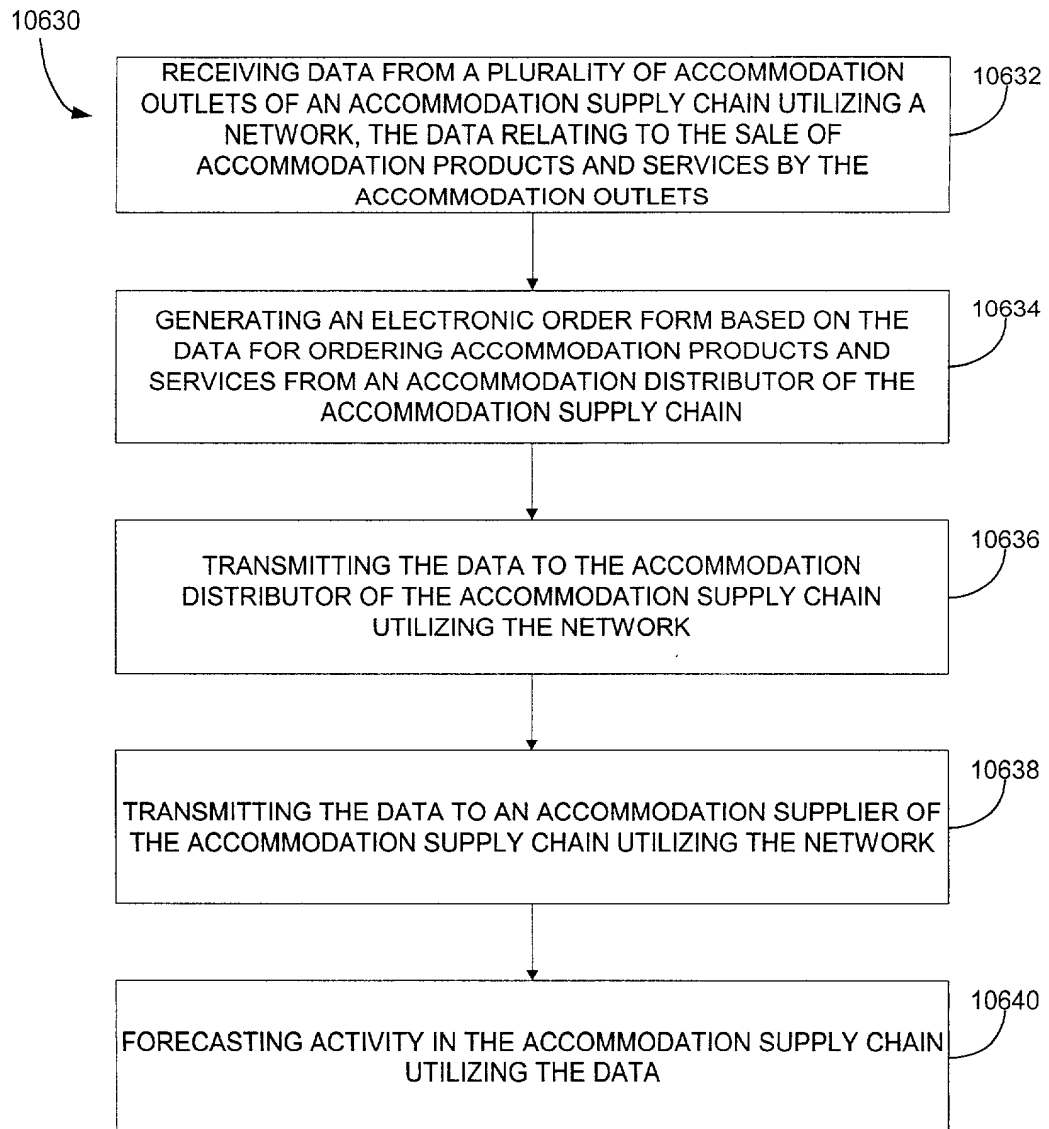 10630
RECEIVING DATA FROM A PLURALITY OF ACCOMMODATION
OUTLETS OF AN ACCOMMODATION SUPPLY CHAIN UTILIZING A
NETWORK, THE DATA RELATING TO THE SALE OF
ACCOMMODATION PRODUCTS AND SERVICES BY THE
ACCOMMODATION OUTLETS
10632
GENERATING AN ELECTRONIC ORDER FORM BASED ON THE
DATA FOR ORDERING ACCOMMODATION PRODUCTS AND
SERVICES FROM AN ACCOMMODATION DISTRIBUTOR OF THE
ACCOMMODATION SUPPLY CHAIN
10634
TRANSMITTING THE DATA TO THE ACCOMMODATION
DISTRIBUTOR OF THE ACCOMMODATION SUPPLY CHAIN
UTILIZING THE NETWORK
10636
TRANSMITTING THE DATA TO AN ACCOMMODATION SUPPLIER OF
THE ACCOMMODATION SUPPLY CHAIN UTILIZING THE NETWORK
10638
FORECASTING ACTIVITY IN THE ACCOMMODATION SUPPLY CHAIN
UTILIZING THE DATA
10640